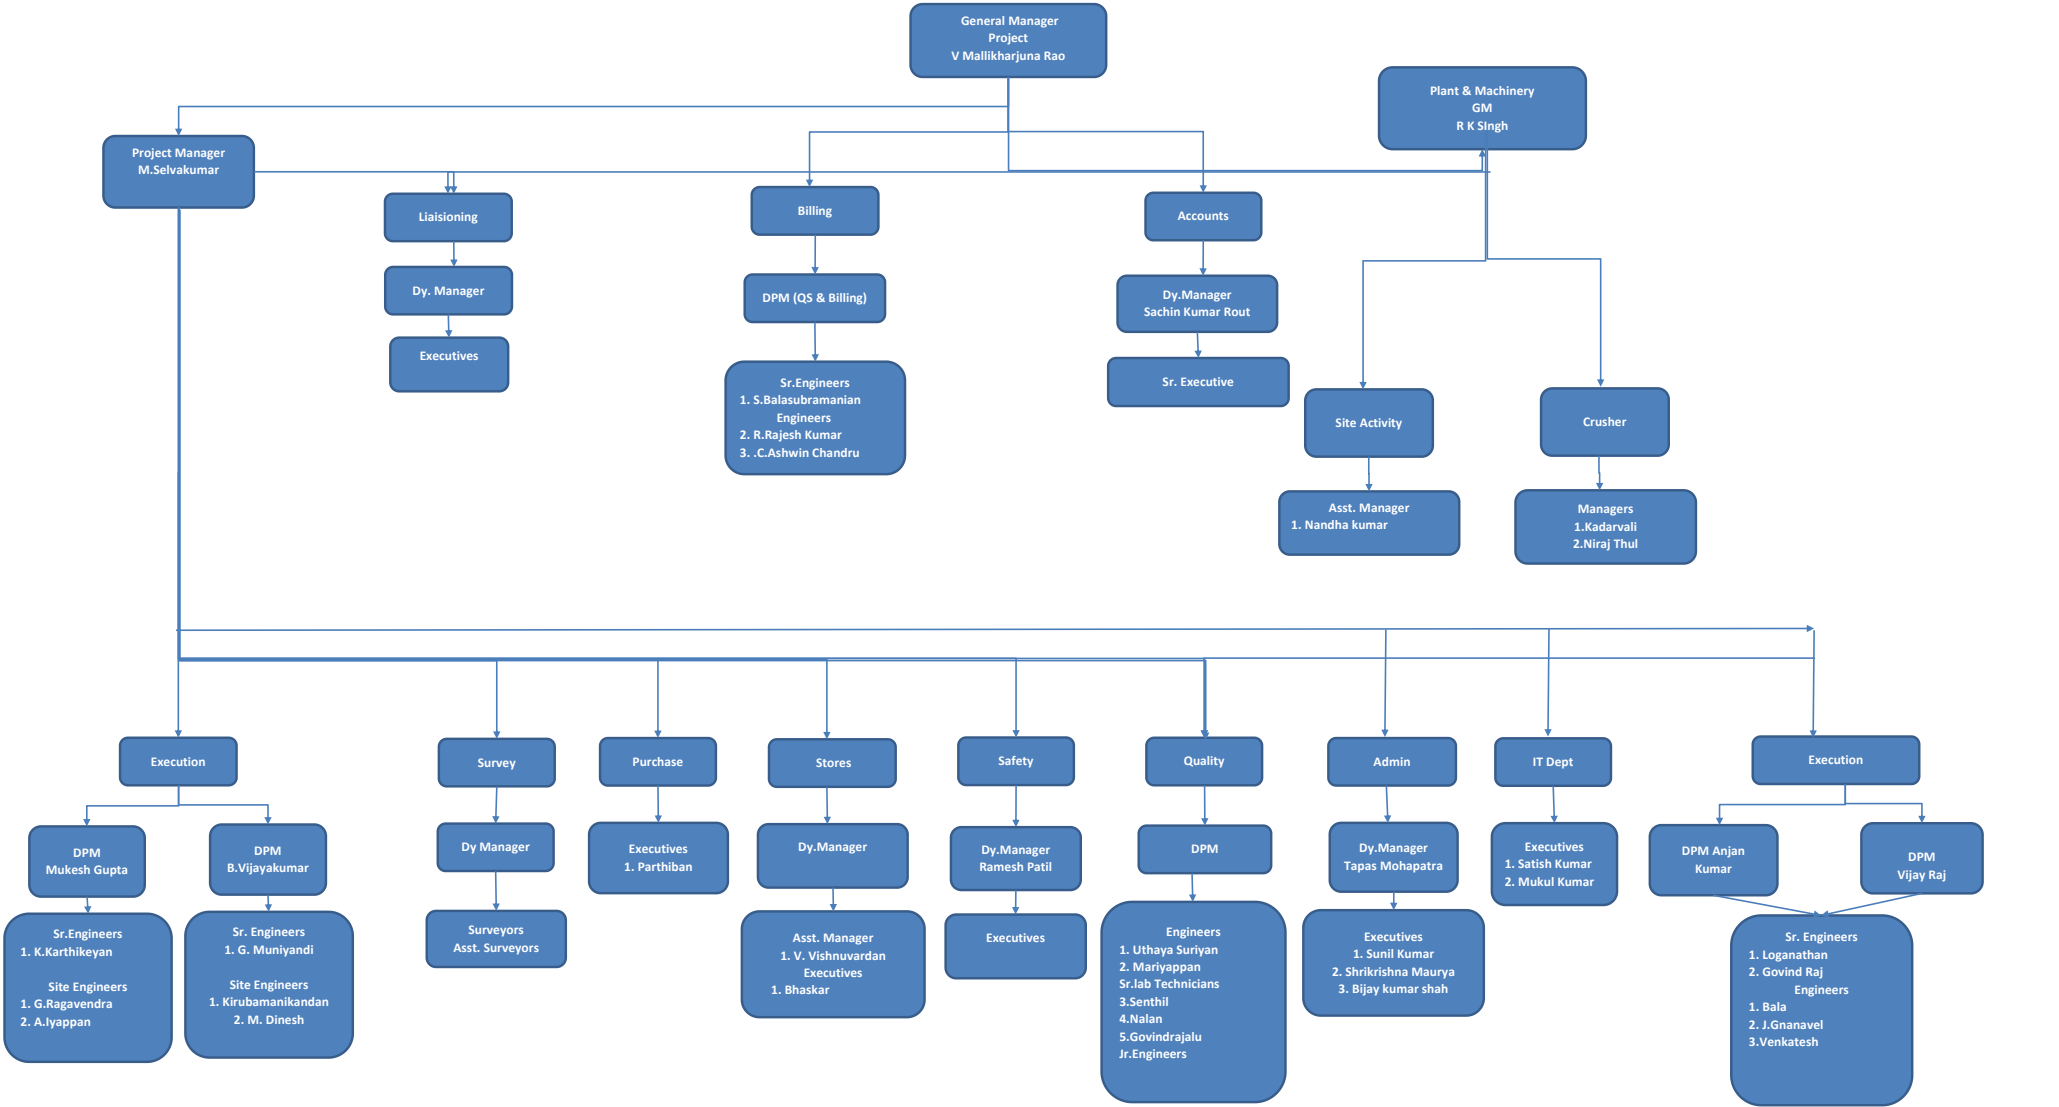 General Manager
Project
V Mallikharjuna Rao
Plant & Machinery
GM
R K SIngh
Project Manager
M.Selvakumar
Liaisioning
Billing
Accounts
Dy. Manager
DPM (QS & Billing)
Dy.Manager
Sachin Kumar Rout
Executives
Sr.Engineers
1. S.Balasubramanian
Engineers
2. R.Rajesh Kumar
3. .C.Ashwin Chandru
Sr. Executive
Site Activity
Crusher
Asst. Manager
1. Nandha kumar
Managers
1.Kadarvali
2.Niraj Thul
Execution
Survey
Purchase
Stores
Safety
Quality
Admin
IT Dept
Execution
DPM
Mukesh Gupta
DPM
B.Vijayakumar
Dy Manager
Executives
1. Parthiban
Dy.Manager
Dy.Manager
Ramesh Patil
DPM
Dy.Manager
Tapas Mohapatra
Executives
1. Satish Kumar
2. Mukul Kumar
DPM Anjan
Kumar
DPM
Vijay Raj
Sr.Engineers
1. K.Karthikeyan
Site Engineers
1. G.Ragavendra
2. A.Iyappan
Sr. Engineers
1. G. Muniyandi
Site Engineers
1. Kirubamanikandan
2. M. Dinesh
Surveyors
Asst. Surveyors
Asst. Manager
1. V. Vishnuvardan
Executives
1. Bhaskar
Executives
Engineers
1. Uthaya Suriyan
2. Mariyappan
Sr.lab Technicians
3.Senthil
4.Nalan
5.Govindrajalu
Jr.Engineers
Executives
1. Sunil Kumar
2. Shrikrishna Maurya
3. Bijay kumar shah
Sr. Engineers
1. Loganathan
2. Govind Raj
Engineers
1. Bala
2. J.Gnanavel
3.Venkatesh